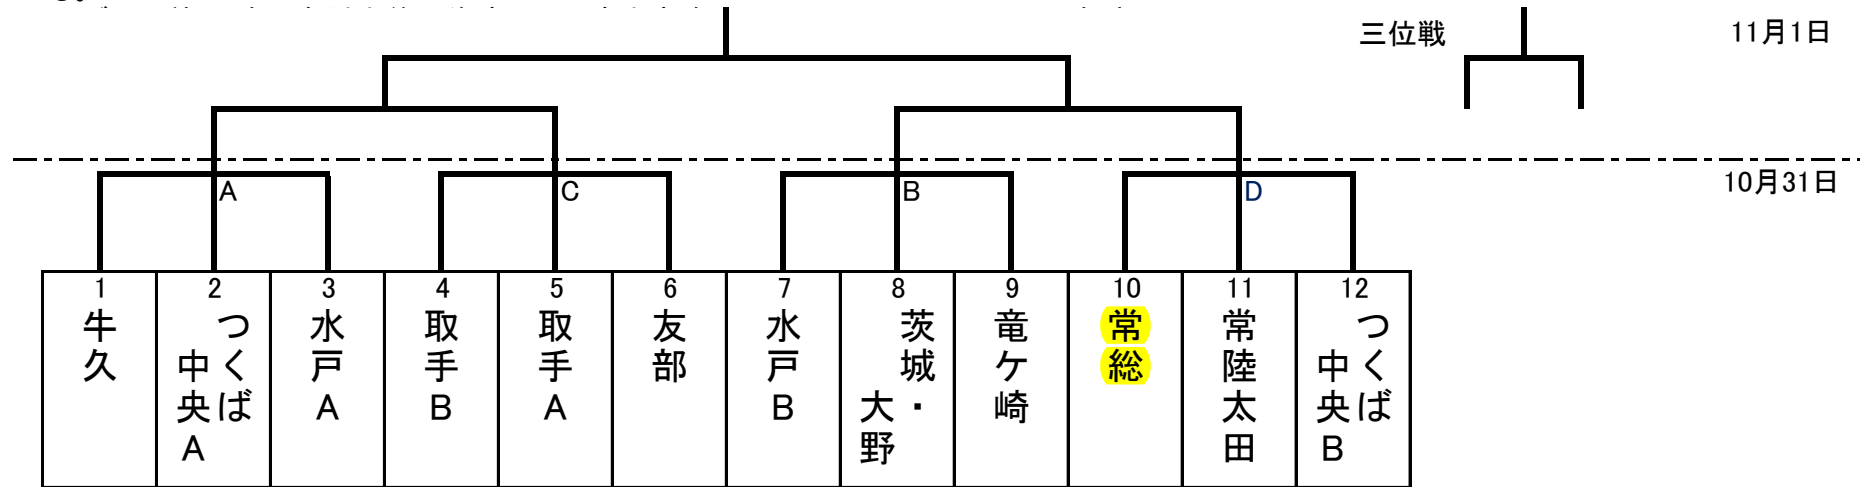 三位戦
11月1日
10月31日
A
C
B
D
1
牛久
2
つくば
中央A
3
水戸A
4
取手B
5
取手A
6
友部
7
水戸B
8
茨城・
大野
9
竜ケ崎
10
常総
11
常陸太田
12
つくば
中央B